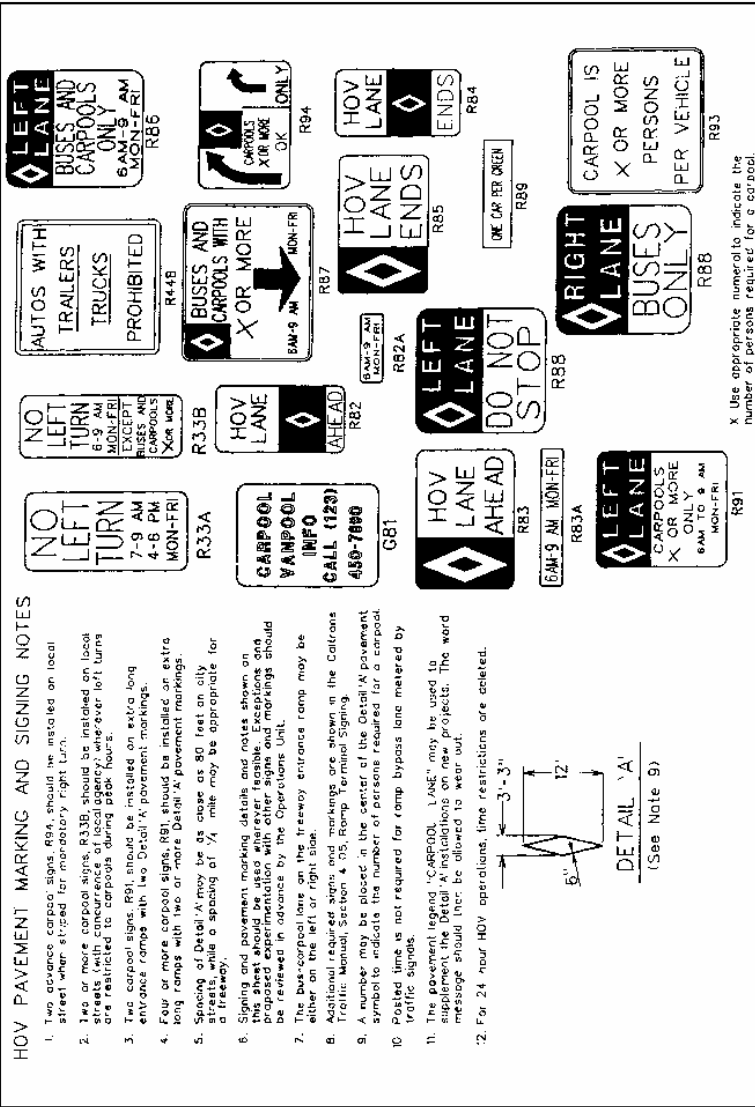 HOV PAVEMENT MARKING AND SIGNING NOTES
1. Two advance carpool signs, R94, should be installed on local
street when striped for mandatory right turn.
2. Two or more carpool signs, R33B, should be installed on local
streets (with concurrence of local agency) wherever left turns
are restricted to carpools during peak hours.
3. Two carpool signs, R91, should be installed on extra long
entrance ramps with two Detail 'A' pavement markings.
4. Four or more carpool signs, R91, should be installed on extra
long ramps with two or more Detail 'A' pavement markings.
5. Spacing of Detail 'A' may be as close as 80 feet on city
streets, while a spacing of 1/4 mile may be appropriate for
a freeway.
6. Signing and pavement marking details and notes shown on
this sheet should be used wherever feasible. Exceptions and
proposed experimentation with other signs and markings should
be reviewed in advance by the Operations Unit.
7. The bus-carpool lane on the freeway entrance ramp may be
either on the left or right side.
8. Additional required signs and markings are shown in the Caltrans
Traffic Manual, Section 4-05, Ramp Terminal Signing.
9. A number may be placed in the center of the Detail 'A' pavement
symbol to indicate the number of persons required for a carpool.
10 Posted time is not required for ramp bypass lane metered by
traffic signals.
11. The pavement legend "CARPOOL LANE" may be used to
supplement the Detail 'A' installations on new projects. The word
message should then be allowed to wear out.
12. For 24 hour HOV operations, time restrictions are deleted.
3'-3"
12'
6"
DETAIL 'A'
(See Note 9)
NO
LEFT
TURN
7-9 AM
4-6 PM
MON-FRI
R33A
NO
LEFT
TURN
6-9 AM
MON-FRI
EXCEPT
BUSES AND
CARPOOLS
X OR MORE
R33B
AUTOS WITH
TRAILERS
TRUCKS
PROHIBITED
R44B
LEFT
LANE
BUSES AND
CARPOOLS
ONLY
6AM-9 AM
MON-FRI
R86
CARPOOL
VANPOOL
INFO
CALL (123)
450-7890
G81
HOV
LANE
AHEAD
R82
BUSES AND
CARPOOLS WITH
X OR MORE
6AM-9 AM MON-FRI
R87
CARPOOLS
X OR MORE
OK
ONLY
R94
6AM-9 AM
MON-FRI
R82A
HOV
LANE
AHEAD
R83
6AM-9 AM MON-FRI
R83A
LEFT
LANE
DO NOT
STOP
R88
HOV
LANE
ENDS
R85
HOV
LANE
ENDS
R84
ONE CAR PER GREEN
R89
LEFT
LANE
CARPOOLS
X OR MORE
ONLY
6AM TO 9 AM
MON-FRI
R91
RIGHT
LANE
BUSES
ONLY
R88
CARPOOL IS
X OR MORE
PERSONS
PER VEHICLE
R93
X Use appropriate numeral to indicate the
number of persons required for a carpool.